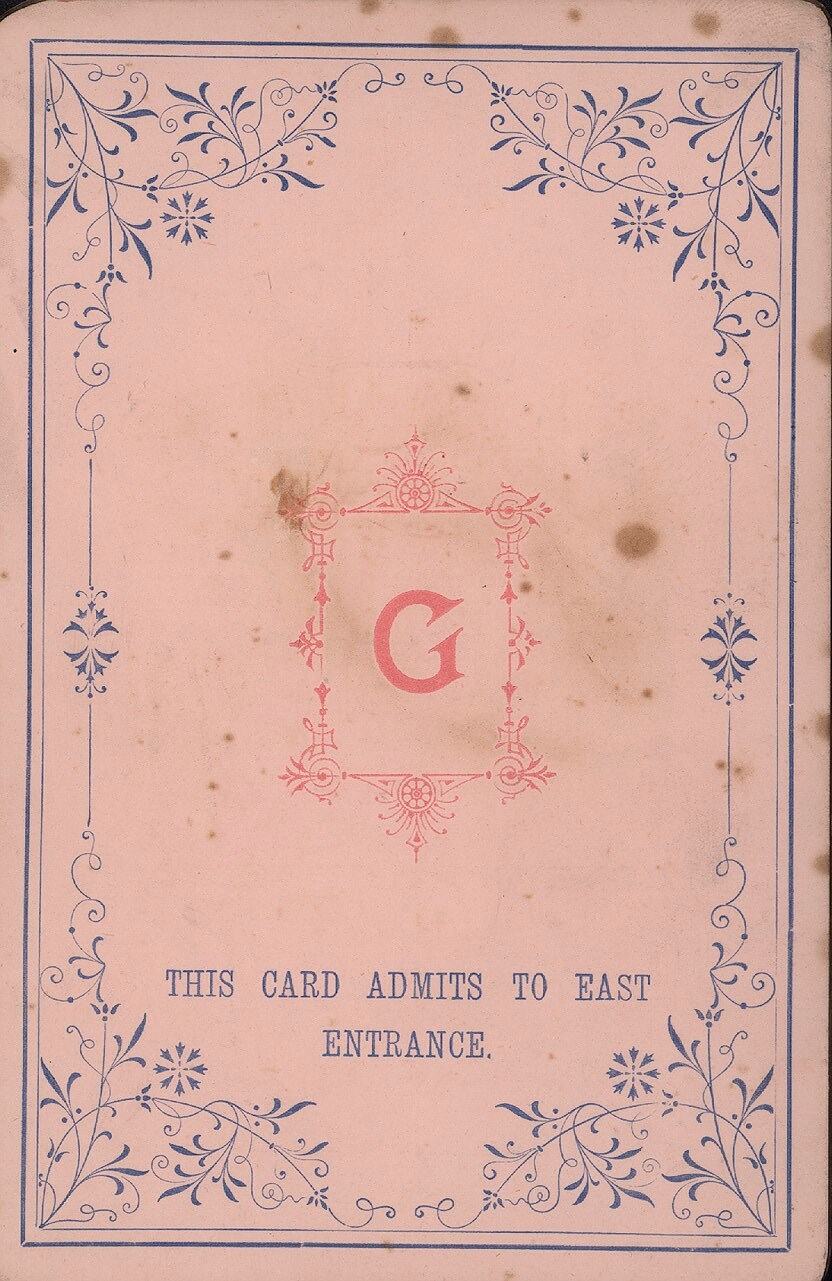 G
THIS CARD ADMITS TO EAST
ENTRANCE.